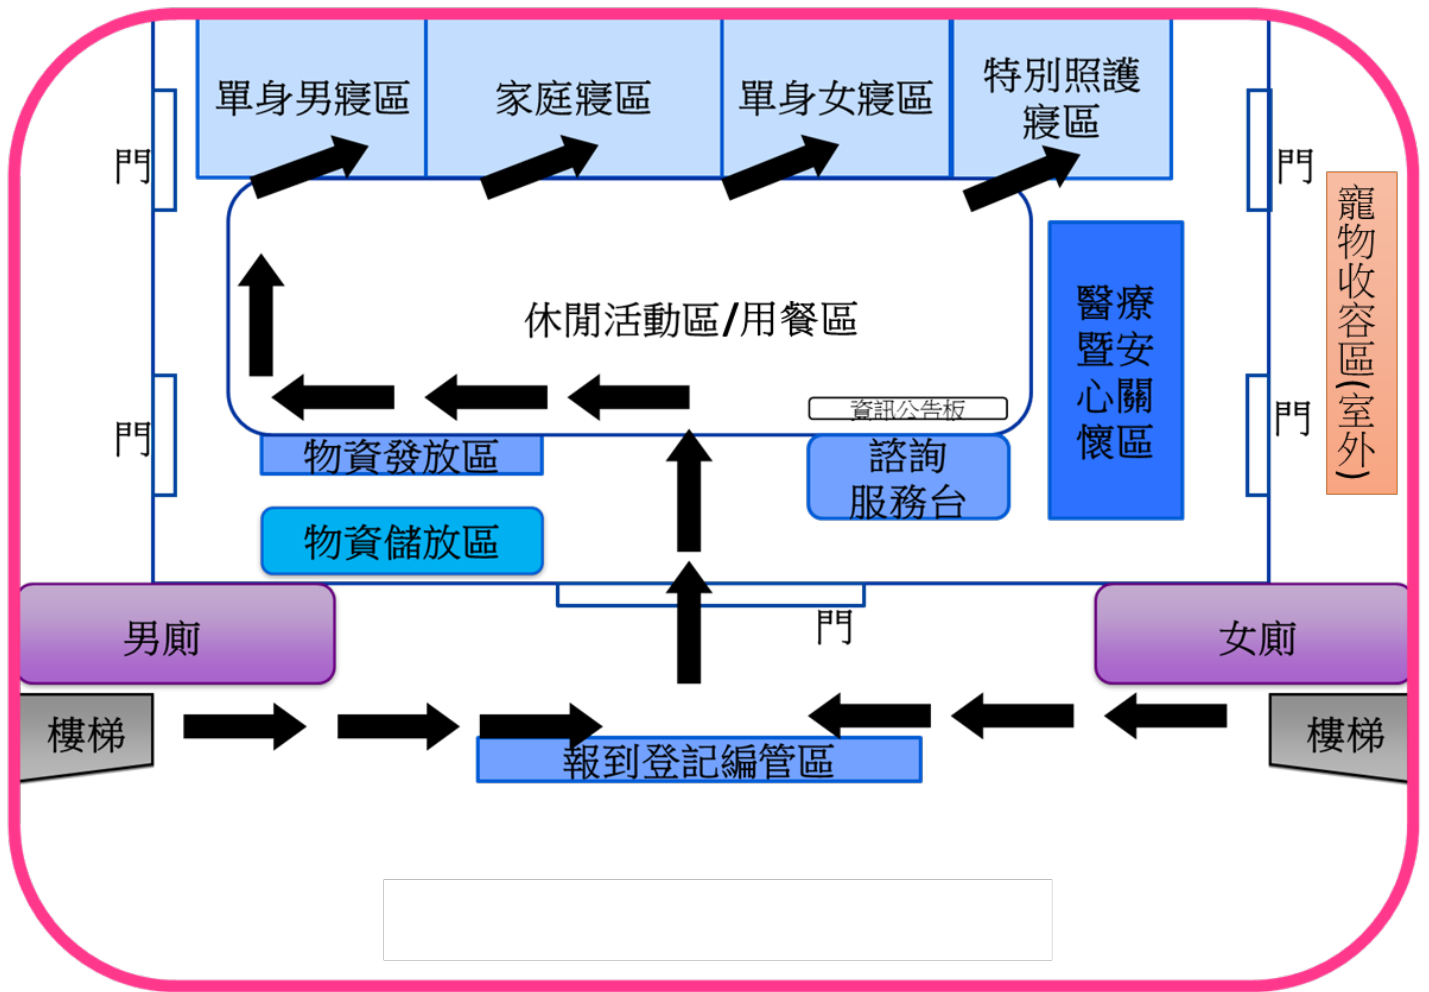 單身男寢區
家庭寢區
單身女寢區
特別照護
寢區
門
門
寵物收容區(室外)
醫療
暨安
心關
懷區
休閒活動區/用餐區
資訊公告板
門
門
物資發放區
諮詢
服務台
物資儲放區
門
男廁
女廁
樓梯
樓梯
報到登記編管區